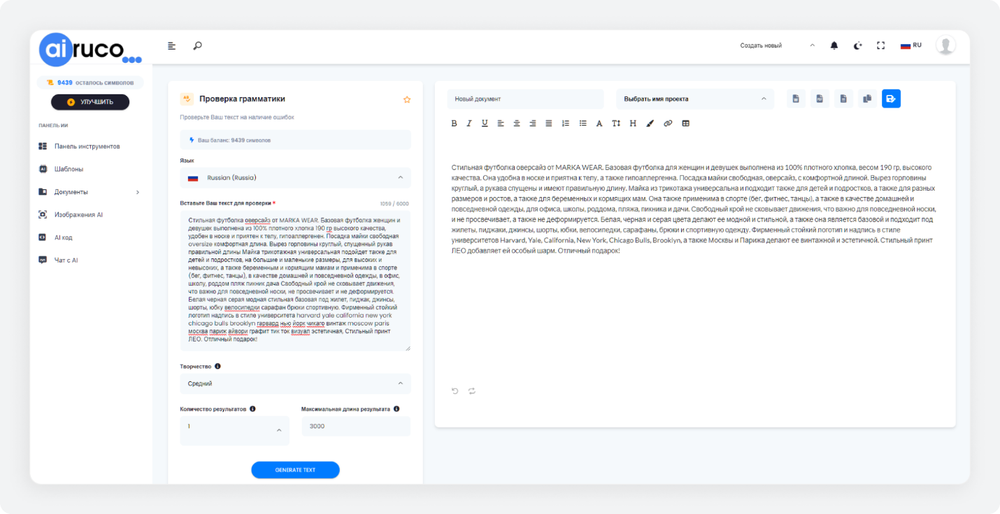 airuco...
Создать новый
RU
9439 осталось символов
УЛУЧШИТЬ
ПАНЕЛЬ ИИ
Панель инструментов
AI
Шаблоны
Документы
Изображения AI
AI код
Чат с AI
Проверка грамматики
Проверьте Ваш текст на наличие ошибок
Ваш баланс: 9439 символов
Язык
Russian (Russia)
Вставьте Ваш текст для проверки *
1059 / 6000
Стильная футболка оверсайз от MARKA WEAR. Базовая футболка женщин и
девушек выполнена из 100% плотного хлопка 190 гр высокого качества,
удобен в носке и приятен к телу, гипоаллергенен. Посадка майки свободная
oversize комфортная длина. Вырез горловины круглый, спущенный рукав
правильной длины Майка трикотажная универсальная подойдет также для
детей и подростков, на большие и маленькие размеры, для высоких и
невысоких, а также беременным и кормящим мамам и применима в спорте
(бег, фитнес, танцы), в качестве домашней и повседневной одежды, в офис,
школу, роддом пляж пикник дача Свободный крой не сковывает движения,
что важно для повседневной носки, не просвечивает и не деформируется.
Белая черная серая модная стильная базовая под жилет, пиджак, джинсы,
шорты, юбку велосипедки сарафан брюки спортивную. Фирменный стойкий
логотип надпись в стиле университета harvard yale california new york
chicago bulls brooklyn гарвард нью йорк чикаго винтаж moscow paris
москва париж айвори графит тик ток визуал эстетичная, Стильный принт
ЛЕО. Отличный подарок!
Творчество
Средний
Количество результатов
Максимальная длина результата
1
3000
GENERATE TEXT
Новый документ
Выбрать имя проекта
B I U A T H
Стильная футболка оверсайз от MARKA WEAR. Базовая футболка для женщин и девушек выполнена из 100% плотного хлопка, весом 190 гр, высокого
качества. Она удобна в носке и приятна к телу, а также гипоаллергенна. Посадка майки свободная, оверсайз, с комфортной длиной. Вырез горловины
круглый, а рукава спущены и имеют правильную длину. Майка из трикотажа универсальна и подходит также для детей и подростков, а также для разных
размеров и ростов, а также для беременных и кормящих мам. Она также применима в спорте (бег, фитнес, танцы), а также в качестве домашней и
повседневной одежды, для офиса, школы, роддома, пляжа, пикника и дачи. Свободный крой не сковывает движения, что важно для повседневной носки,
и не просвечивает, а также не деформируется. Белая, черная и серая цвета делают ее модной и стильной, а также она является базовой и подходит под
жилеты, пиджаки, джинсы, шорты, юбки, велосипедки, сарафаны, брюки и спортивную одежду. Фирменный стойкий логотип и надпись в стиле
университетов Harvard, Yale, California, New York, Chicago Bulls, Brooklyn, а также Москвы и Парижа делают ее винтажной и эстетичной. Стильный принт
ЛЕО добавляет ей особый шарм. Отличный подарок!